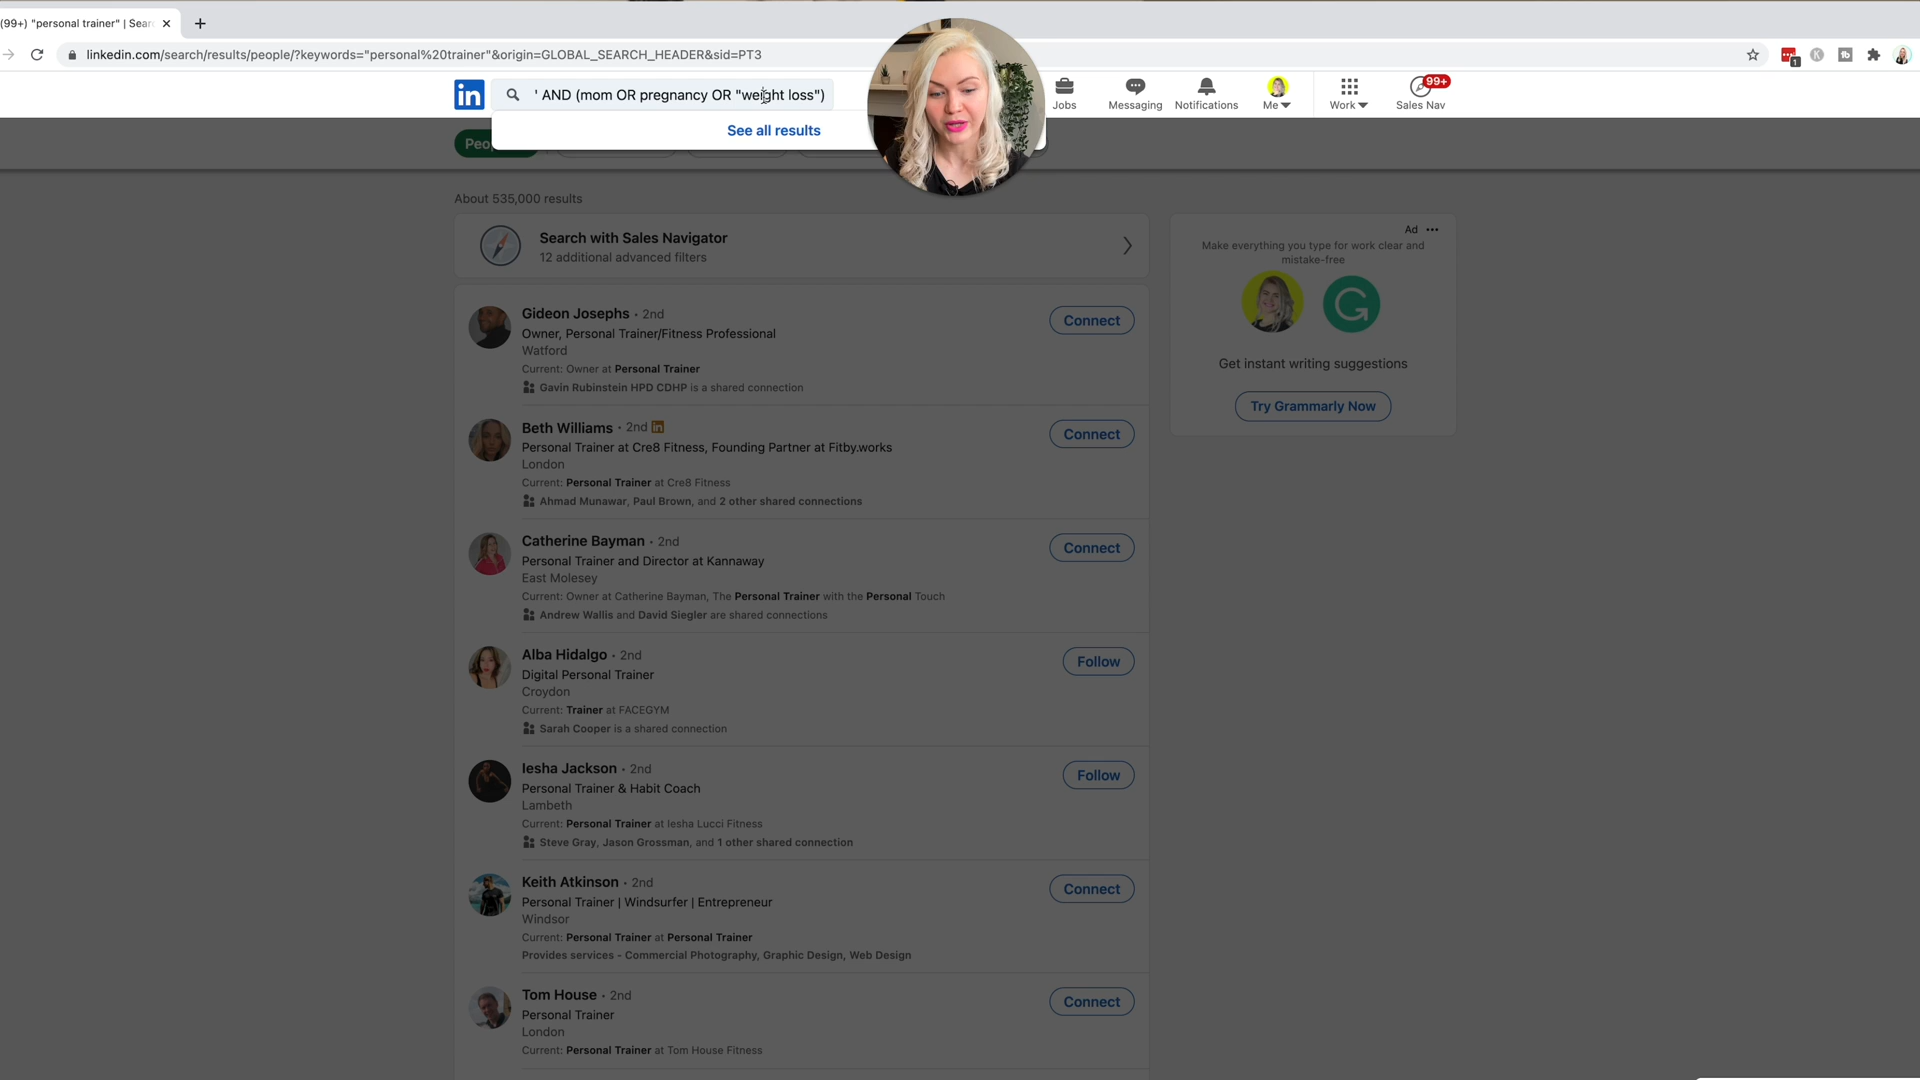 (99+) "personal trainer" | Sear
linkedin.com/search/results/people/?keywords="personal%20trainer"&origin=GLOBAL_SEARCH_HEADER&sid=PT3
1
in
' AND (mom OR pregnancy OR "weight loss")
Jobs
Messaging
Notifications
Me
Work
99+
Sales Nav
See all results
Peo
About 535,000 results
Search with Sales Navigator
12 additional advanced filters
Gideon Josephs • 2nd
Owner, Personal Trainer/Fitness Professional
Watford
Current: Owner at Personal Trainer
Gavin Rubinstein HPD CDHP is a shared connection
Connect
Beth Williams • 2nd in
Personal Trainer at Cre8 Fitness, Founding Partner at Fitby.works
London
Current: Personal Trainer at Cre8 Fitness
Ahmad Munawar, Paul Brown, and 2 other shared connections
Connect
Catherine Bayman • 2nd
Personal Trainer and Director at Kannaway
East Molesey
Current: Owner at Catherine Bayman, The Personal Trainer with the Personal Touch
Andrew Wallis and David Siegler are shared connections
Connect
Alba Hidalgo • 2nd
Digital Personal Trainer
Croydon
Current: Trainer at FACEGYM
Sarah Cooper is a shared connection
Follow
Iesha Jackson • 2nd
Personal Trainer & Habit Coach
Lambeth
Current: Personal Trainer at Iesha Lucci Fitness
Steve Gray, Jason Grossman, and 1 other shared connection
Follow
Keith Atkinson • 2nd
Personal Trainer | Windsurfer | Entrepreneur
Windsor
Current: Personal Trainer at Personal Trainer
Provides services - Commercial Photography, Graphic Design, Web Design
Connect
Tom House • 2nd
Personal Trainer
London
Current: Personal Trainer at Tom House Fitness
Connect
Ad •••
Make everything you type for work clear and
mistake-free
Get instant writing suggestions
Try Grammarly Now